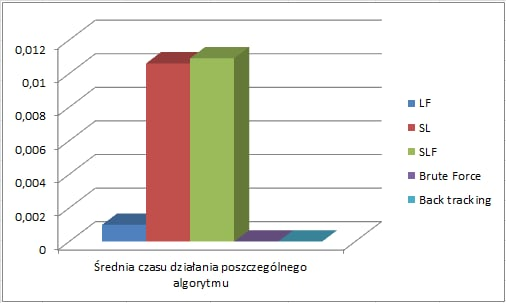 0,012
0,01
0,008
0,006
0,004
0,002
0
LF
SL
SLF
Brute Force
Back tracking
Średnia czasu działania poszczególnego
algorytmu